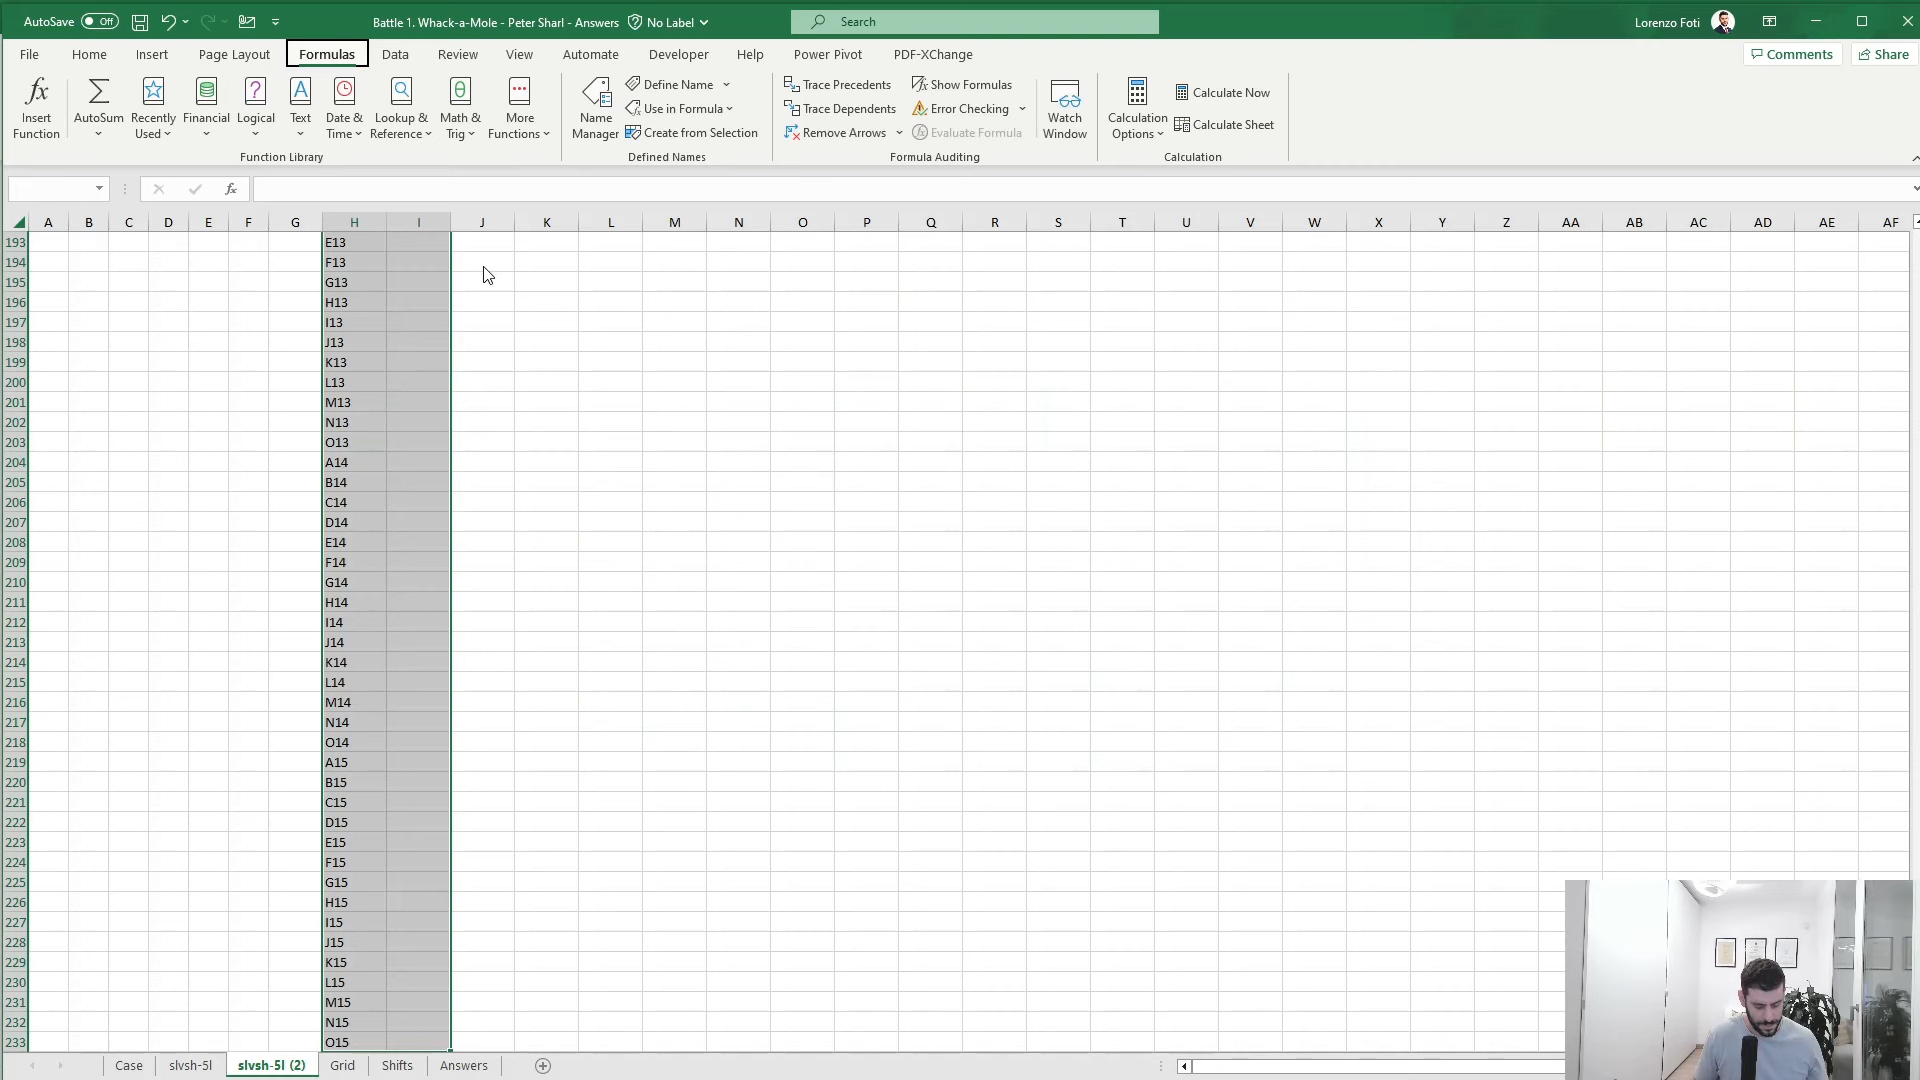 AutoSave Off Battle 1. Whack-a-Mole - Peter Sharl - Answers No Label Search Lorenzo Foti
File Home Insert Page Layout Formulas Data Review View Automate Developer Help Power Pivot PDF-XChange Comments Share
Insert Function
AutoSum
Recently Used
Financial
Logical
Text
Date & Time
Lookup & Reference
Math & Trig
More Functions
Function Library
Name Manager
Define Name
Use in Formula
Create from Selection
Defined Names
Trace Precedents
Trace Dependents
Remove Arrows
Show Formulas
Error Checking
Evaluate Formula
Formula Auditing
Watch Window
Calculation Options
Calculate Now
Calculate Sheet
Calculation
fx
A B C D E F G H I J K L M N O P Q R S T U V W X Y Z AA AB AC AD AE AF
193 E13
194 F13
195 G13
196 H13
197 I13
198 J13
199 K13
200 L13
201 M13
202 N13
203 O13
204 A14
205 B14
206 C14
207 D14
208 E14
209 F14
210 G14
211 H14
212 I14
213 J14
214 K14
215 L14
216 M14
217 N14
218 O14
219 A15
220 B15
221 C15
222 D15
223 E15
224 F15
225 G15
226 H15
227 I15
228 J15
229 K15
230 L15
231 M15
232 N15
233 O15
Case slvsh-5l slvsh-5l (2) Grid Shifts Answers